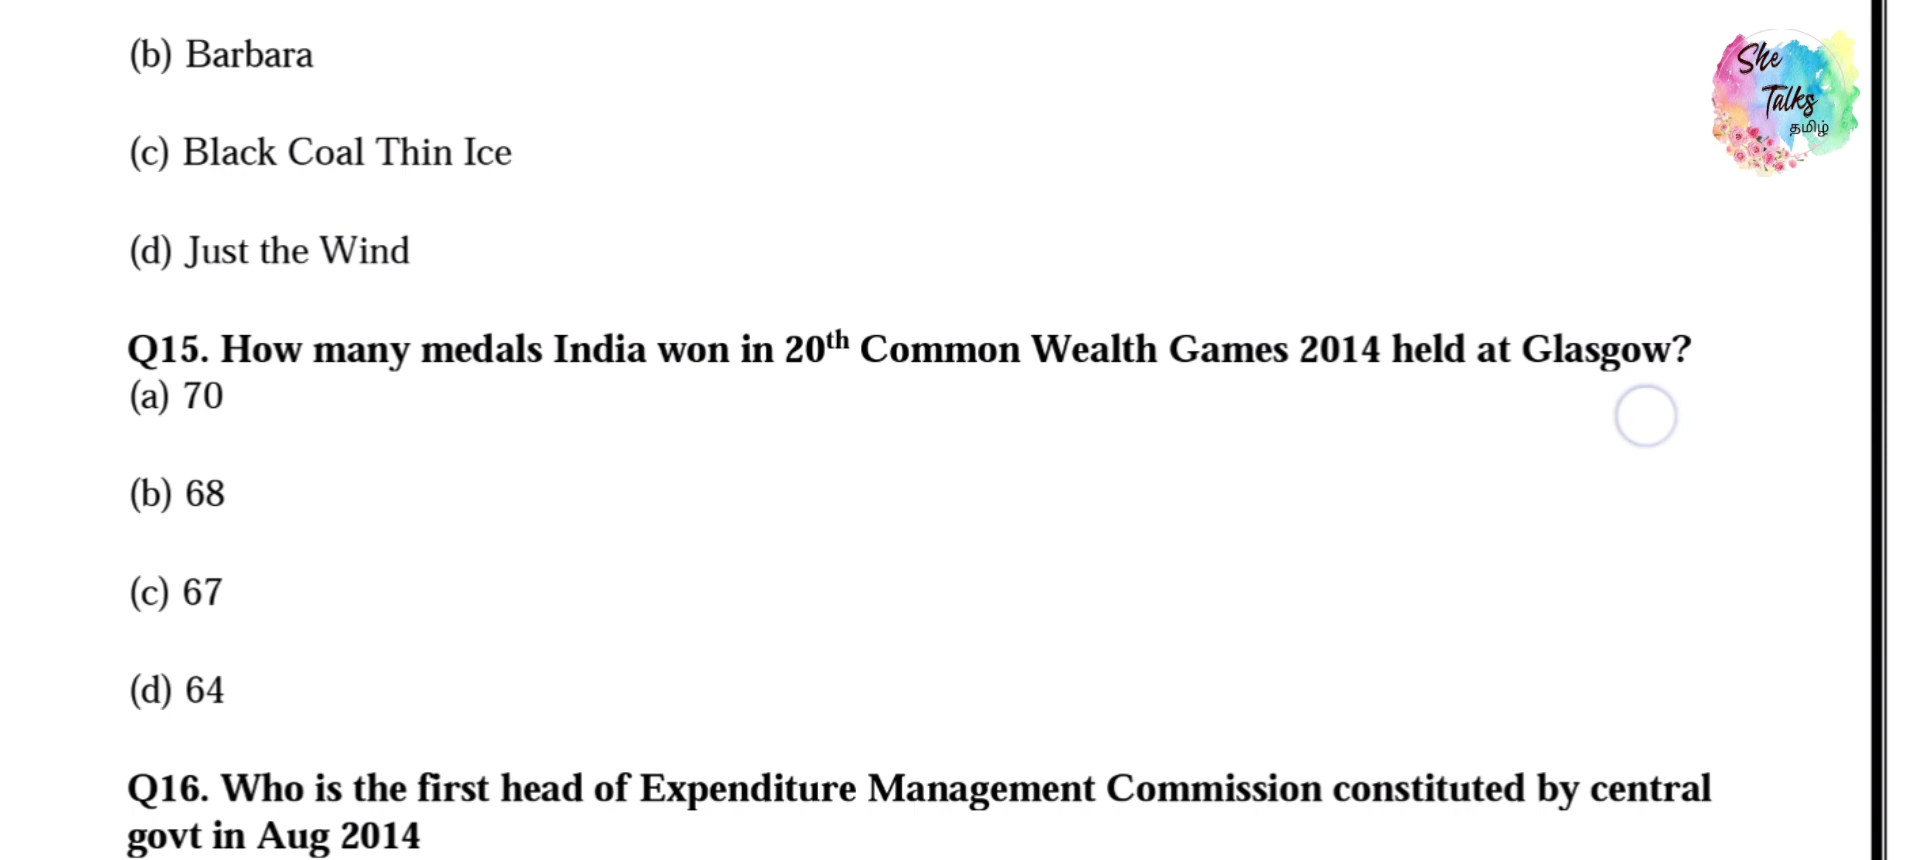 (b) Barbara
She
Talks
தமிழ்
(c) Black Coal Thin Ice
(d) Just the Wind
Q15. How many medals India won in 20th Common Wealth Games 2014 held at Glasgow?
(a) 70
(b) 68
(c) 67
(d) 64
Q16. Who is the first head of Expenditure Management Commission constituted by central
govt in Aug 2014